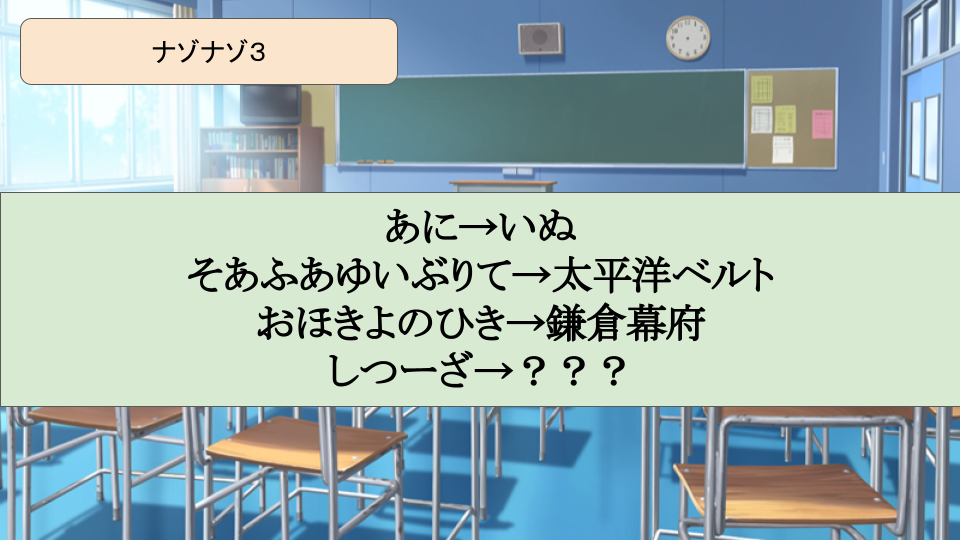 ナゾナゾ３
あに→いぬ
そあふあゆいぶりて→太平洋ベルト
おほきよのひき→鎌倉幕府
しつーざ→？？？